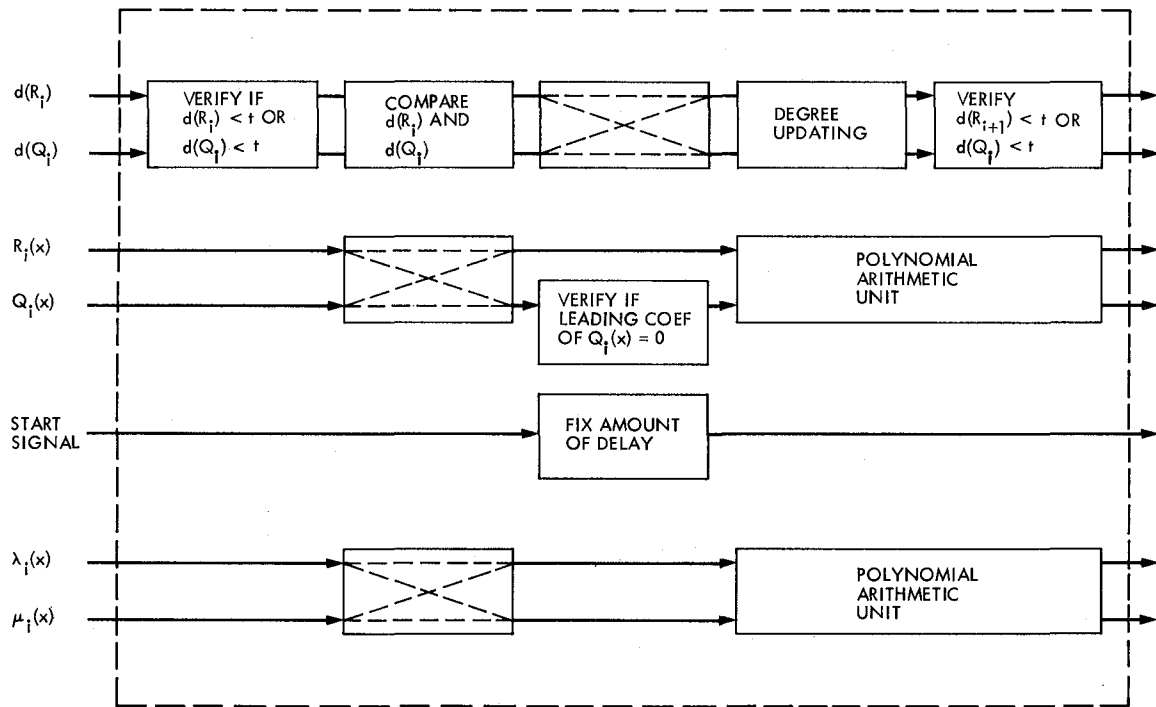 d(R_i)
d(Q_i)
VERIFY IF
d(R_i) < t OR
d(Q_i) < t
COMPARE
d(R_i) AND
d(Q_i)
DEGREE
UPDATING
VERIFY
d(R_{i+1}) < t OR
d(Q_i) < t
R_i(x)
Q_i(x)
VERIFY IF
LEADING COEF
OF Q_i(x) = 0
POLYNOMIAL
ARITHMETIC
UNIT
START
SIGNAL
FIX AMOUNT
OF DELAY
λ_i(x)
μ_i(x)
POLYNOMIAL
ARITHMETIC
UNIT